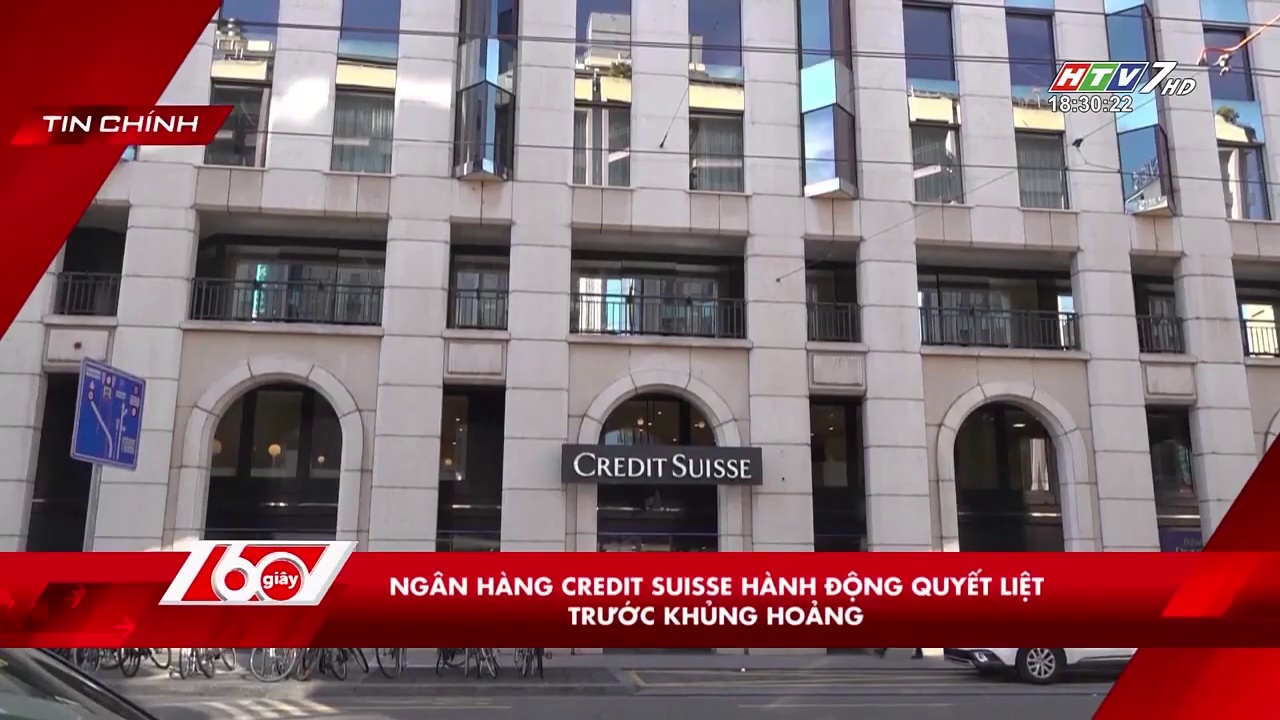 HTV7 HD
18:30:22
TIN CHÍNH
CREDIT SUISSE
60 giây
NGÂN HÀNG CREDIT SUISSE HÀNH ĐỘNG QUYẾT LIỆT
TRƯỚC KHỦNG HOẢNG